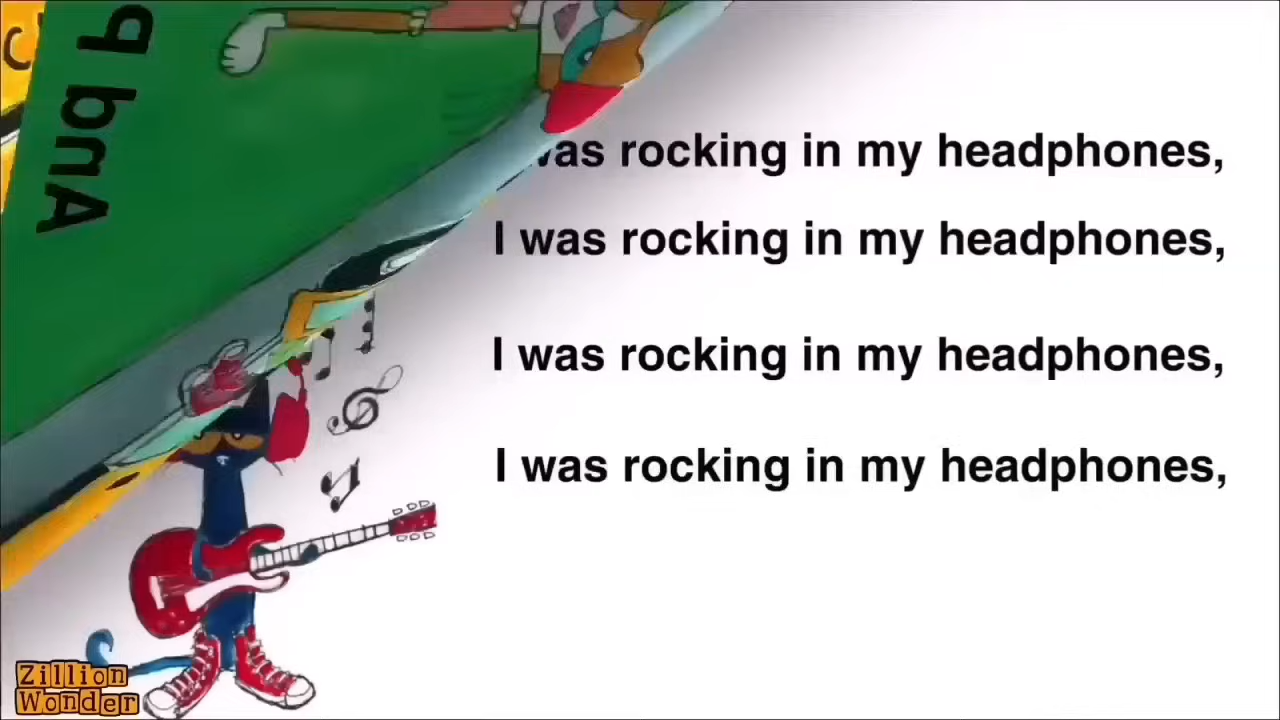 And
was rocking in my headphones,
I was rocking in my headphones,
I was rocking in my headphones,
I was rocking in my headphones,
Zillion
Wonder